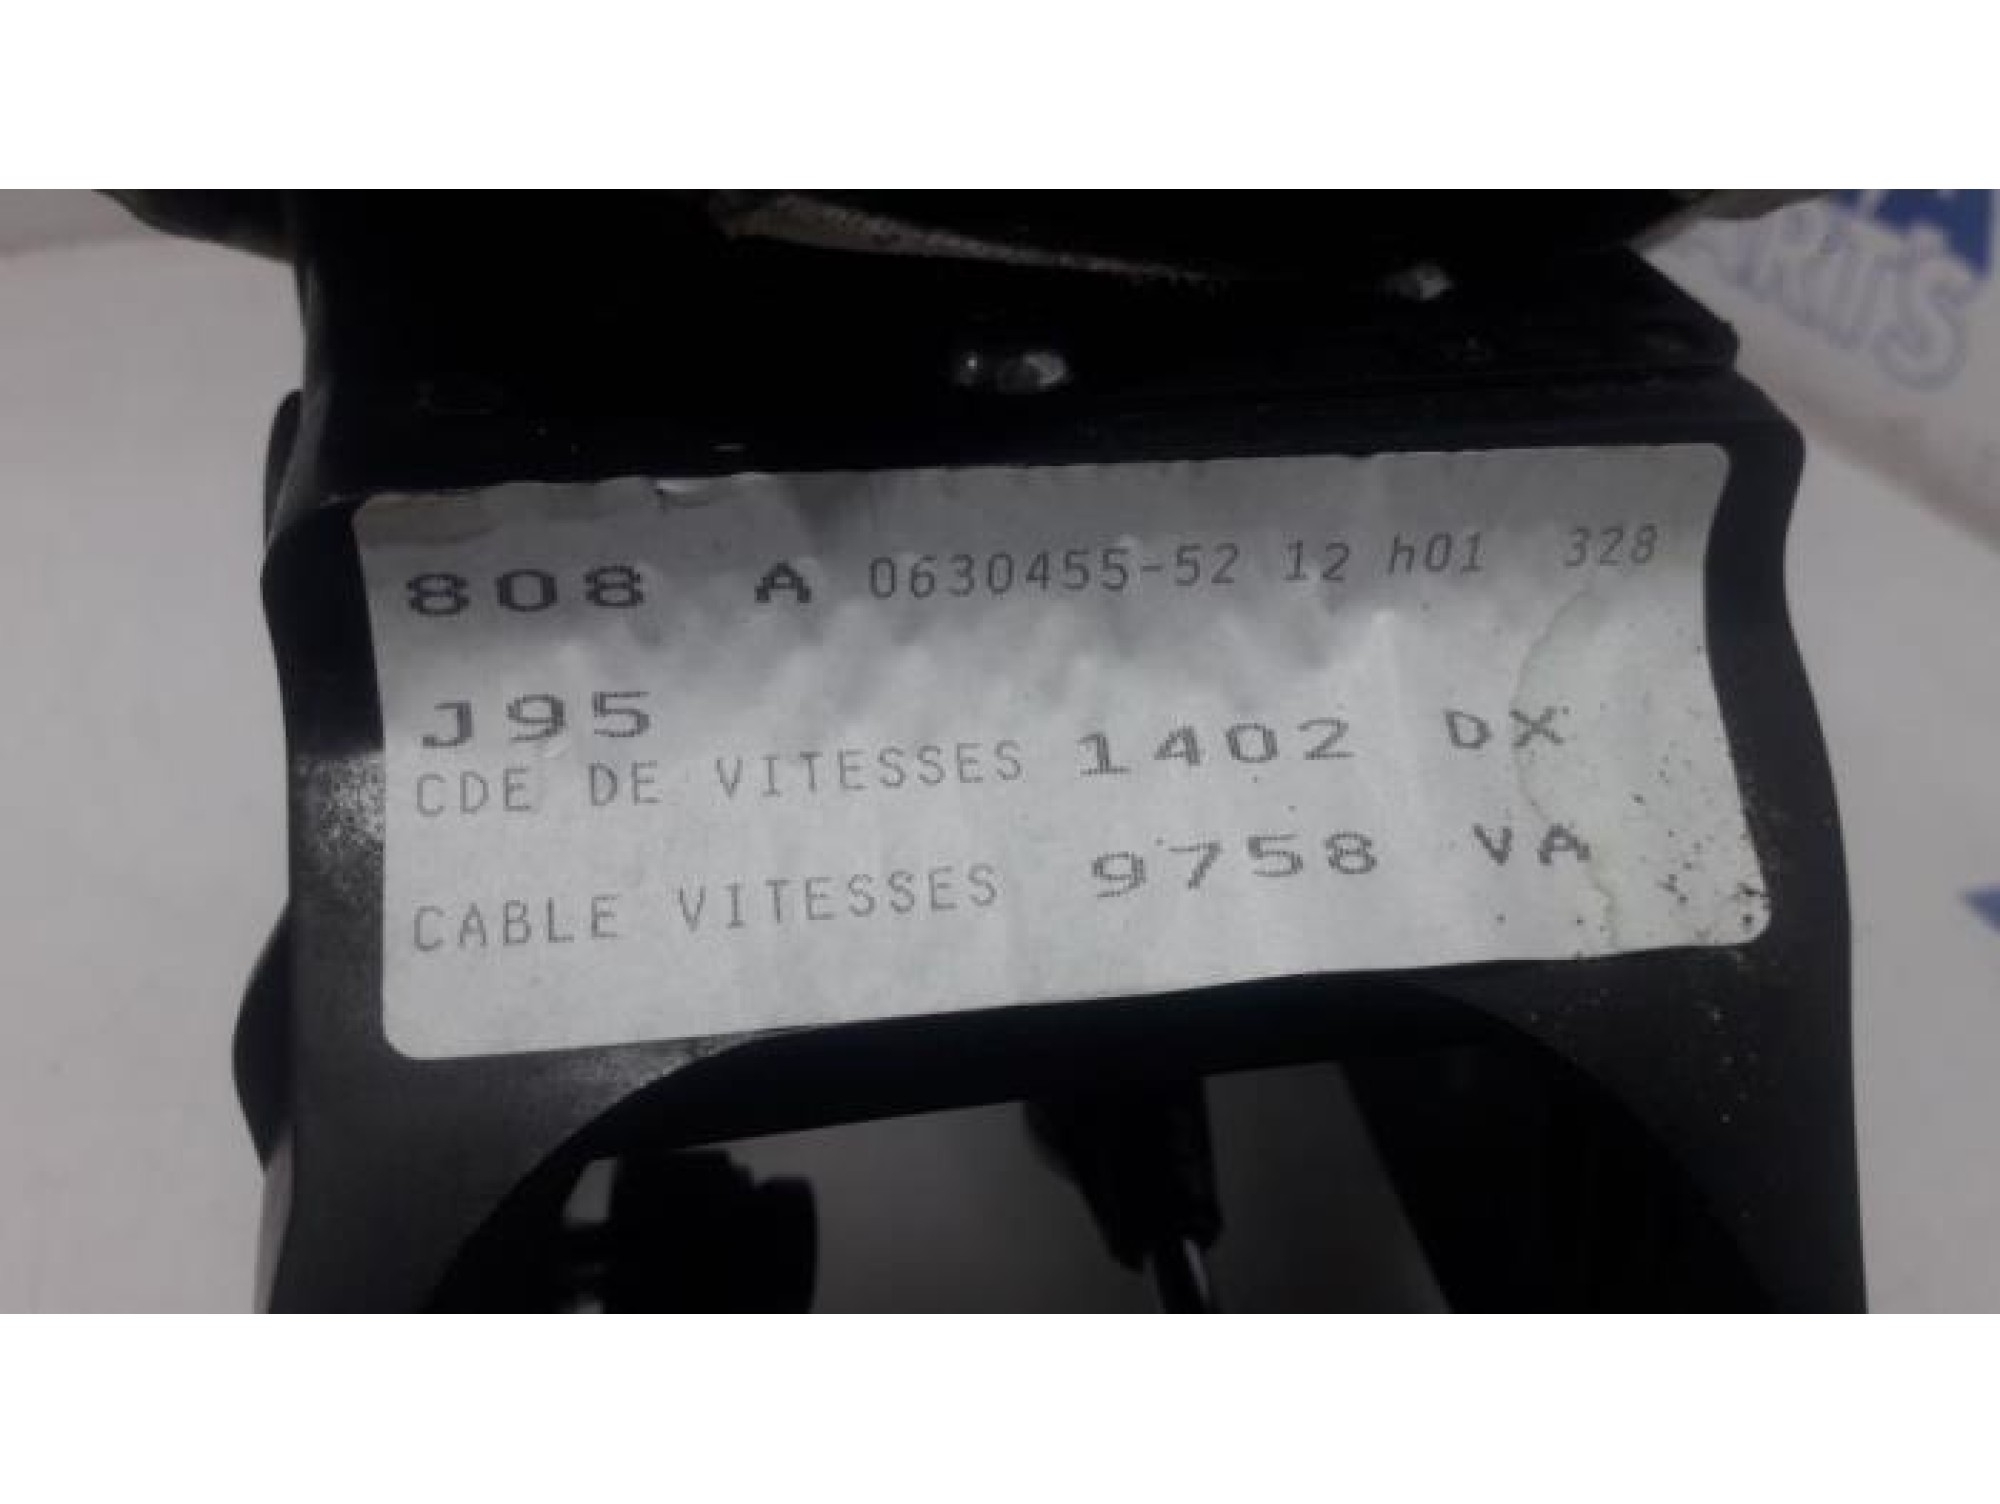 808 A 0630455-52 12 h01 328
J95
CDE DE VITESSES 1402 DX
CABLE VITESSES 9758 VA